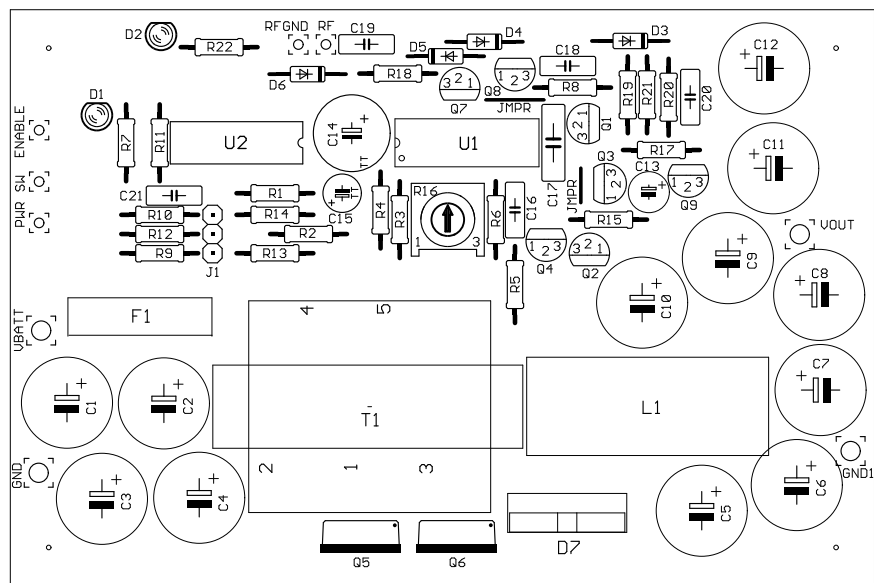 D2
R22
RFGND RF
C19
D4
D5
D3
C12
D6
R18
C18
R8
Q8
3 2 1
1 2 3
Q7
JMPR
R19
R21
R20
C20
D1
ENABLE
R7
R11
U2
C14
TT
U1
C17
3 2 1
Q1
R17
C11
Q3
1 2 3
C13
1 2 3
Q9
JMPR
PWR SW
C21
R1
TT
C15
R4
R3
R16
1 3
R6
C16
R10
R14
R15
R12
R2
R9
R13
J1
1 2 3
Q4
3 2 1
Q2
R5
VOUT
C9
C8
C10
VBATT
F1
4 5
C1
C2
T1
L1
C7
GND
2 1 3
GND1
C3
C4
C5
C6
Q5
Q6
D7